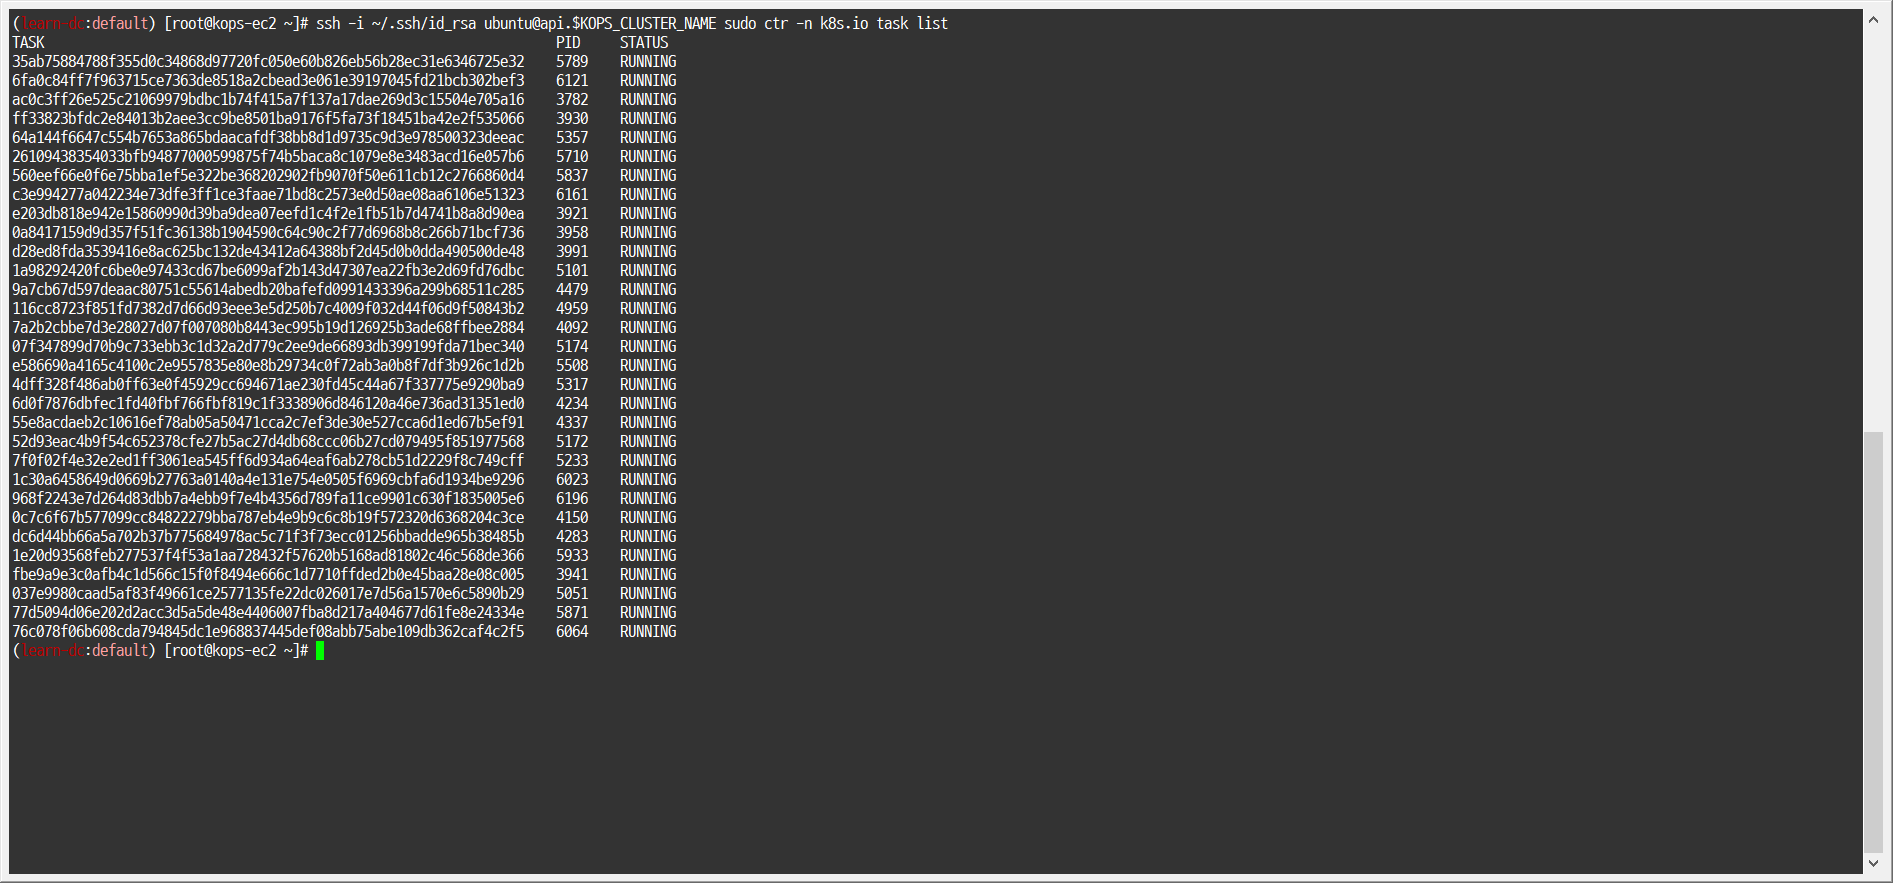 (learn-dc:default) [root@kops-ec2 ~]# ssh -i ~/.ssh/id_rsa ubuntu@api.$KOPS_CLUSTER_NAME sudo ctr -n k8s.io task list
TASK PID STATUS
35ab75884788f355d0c34868d97720fc050e60b826eb56b28ec31e6346725e32 5789 RUNNING
6fa0c84ff7f963715ce7363de8518a2cbead3e061e39197045fd21bcb302bef3 6121 RUNNING
ac0c3ff26e525c21069979bdbc1b74f415a7f137a17dae269d3c15504e705a16 3782 RUNNING
ff33823bfdc2e84013b2aee3cc9be8501ba9176f5fa73f18451ba42e2f535066 3930 RUNNING
64a144f6647c554b7653a865bdaacafdf38bb8d1d9735c9d3e978500323deeac 5357 RUNNING
26109438354033bfb94877000599875f74b5baca8c1079e8e3483acd16e057b6 5710 RUNNING
560eef66e0f6e75bba1ef5e322be368202902fb9070f50e611cb12c2766860d4 5837 RUNNING
c3e994277a042234e73dfe3ff1ce3faae71bd8c2573e0d50ae08aa6106e51323 6161 RUNNING
e203db818e942e15860990d39ba9dea07eefd1c4f2e1fb51b7d4741b8a8d90ea 3921 RUNNING
0a8417159d9d357f51fc36138b1904590c64c90c2f77d6968b8c266b71bcf736 3958 RUNNING
d28ed8fda3539416e8ac625bc132de43412a64388bf2d45d0b0dda490500de48 3991 RUNNING
1a98292420fc6be0e97433cd67be6099af2b143d47307ea22fb3e2d69fd76dbc 5101 RUNNING
9a7cb67d597deaac80751c55614abedb20bafefd0991433396a299b68511c285 4479 RUNNING
116cc8723f851fd7382d7d66d93eee3e5d250b7c4009f032d44f06d9f50843b2 4959 RUNNING
7a2b2cbbe7d3e28027d07f007080b8443ec995b19d126925b3ade68ffbee2884 4092 RUNNING
07f347899d70b9c733ebb3c1d32a2d779c2ee9de66893db399199fda71bec340 5174 RUNNING
e586690a4165c4100c2e9557835e80e8b29734c0f72ab3a0b8f7df3b926c1d2b 5508 RUNNING
4dff328f486ab0ff63e0f45929cc694671ae230fd45c44a67f337775e9290ba9 5317 RUNNING
6d0f7876dbfec1fd40fbf766fbf819c1f3338906d846120a46e736ad31351ed0 4234 RUNNING
55e8acdaeb2c10616ef78ab05a50471cca2c7ef3de30e527cca6d1ed67b5ef91 4337 RUNNING
52d93eac4b9f54c652378cfe27b5ac27d4db68ccc06b27cd079495f851977568 5172 RUNNING
7f0f02f4e32e2ed1ff3061ea545ff6d934a64eaf6ab278cb51d2229f8c749cff 5233 RUNNING
1c30a6458649d0669b27763a0140a4e131e754e0505f6969cbfa6d1934be9296 6023 RUNNING
968f2243e7d264d83dbb7a4ebb9f7e4b4356d789fa11ce9901c630f1835005e6 6196 RUNNING
0c7c6f67b577099cc84822279bba787eb4e9b9c6c8b19f572320d6368204c3ce 4150 RUNNING
dc6d44bb66a5a702b37b775684978ac5c71f3f73ecc01256bbadde965b38485b 4283 RUNNING
1e20d93568feb277537f4f53a1aa728432f57620b5168ad81802c46c568de366 5933 RUNNING
fbe9a9e3c0afb4c1d566c15f0f8494e666c1d7710ffded2b0e45baa28e08c005 3941 RUNNING
037e9980caad5af83f49661ce2577135fe22dc026017e7d56a1570e6c5890b29 5051 RUNNING
77d5094d06e202d2acc3d5a5de48e4406007fba8d217a404677d61fe8e24334e 5871 RUNNING
76c078f06b608cda794845dc1e968837445def08abb75abe109db362caf4c2f5 6064 RUNNING
(learn-dc:default) [root@kops-ec2 ~]#